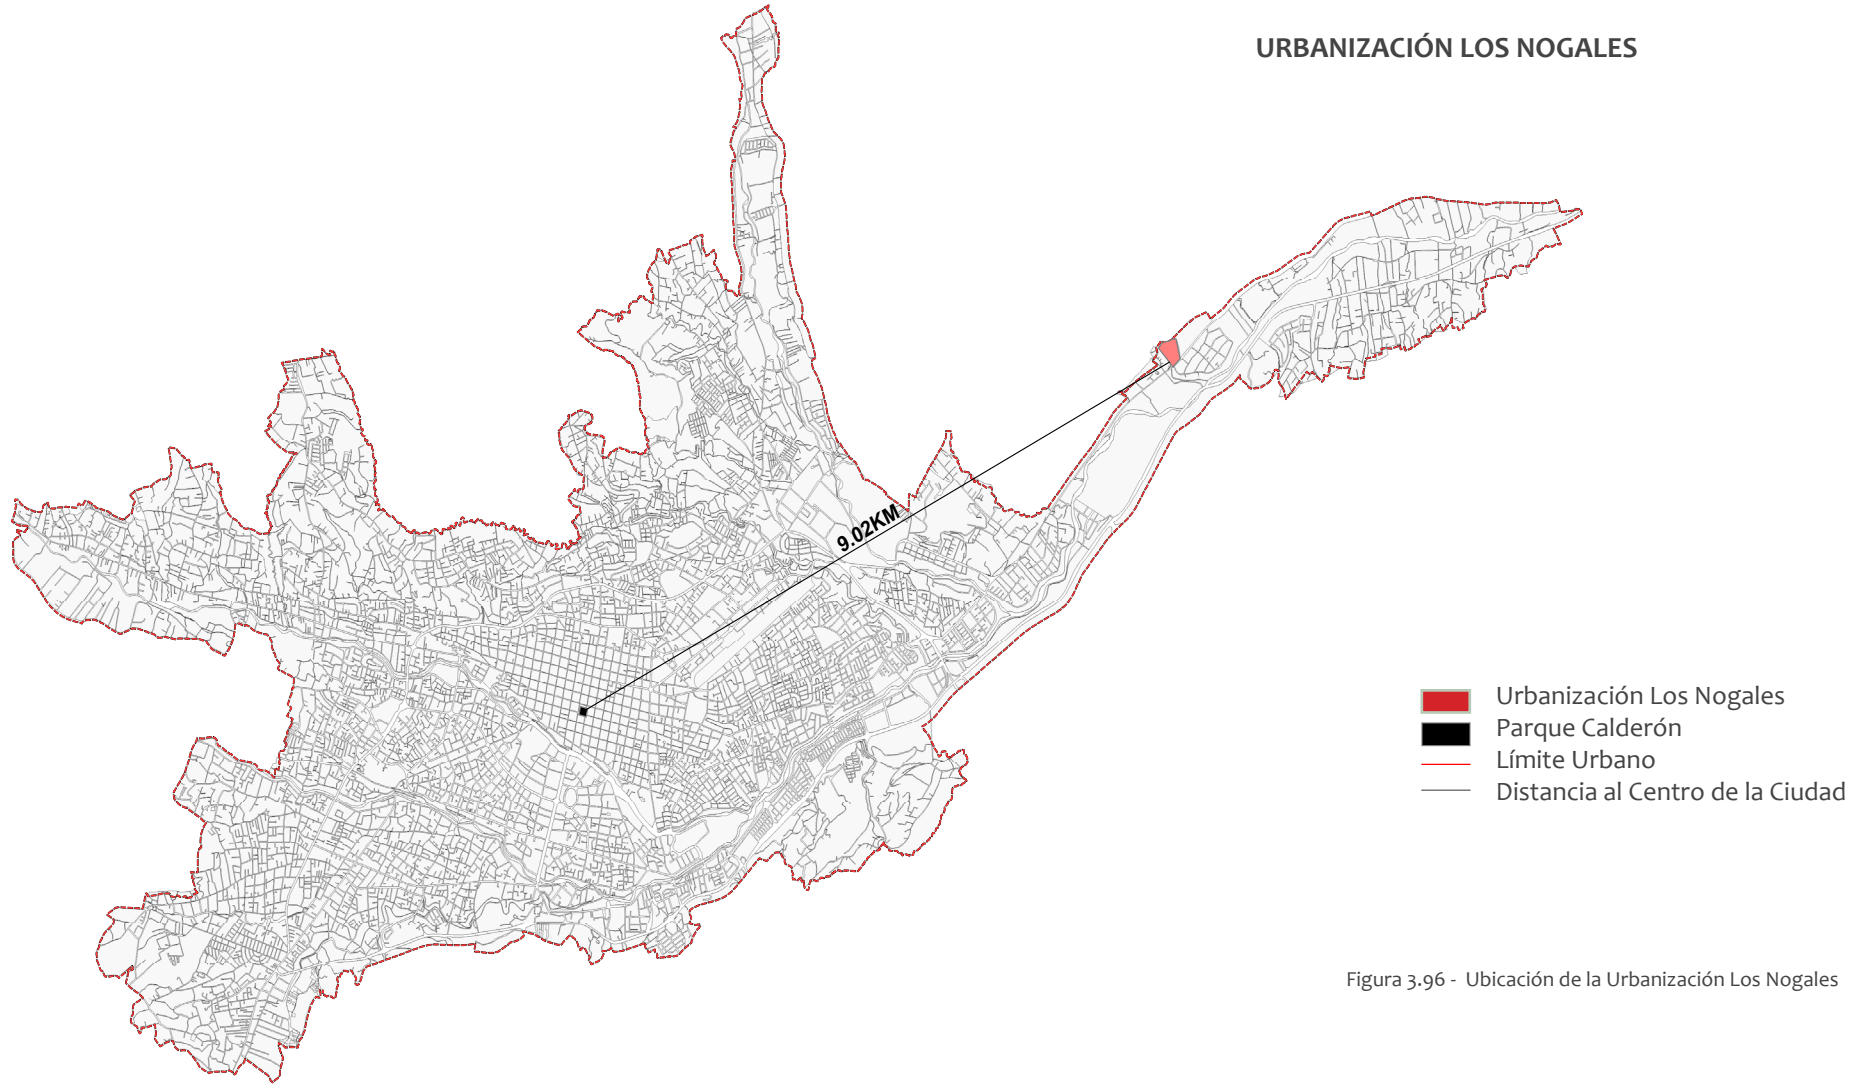 URBANIZACIÓN LOS NOGALES
9.02KM
Urbanización Los Nogales
Parque Calderón
Límite Urbano
Distancia al Centro de la Ciudad
Figura 3.96 - Ubicación de la Urbanización Los Nogales